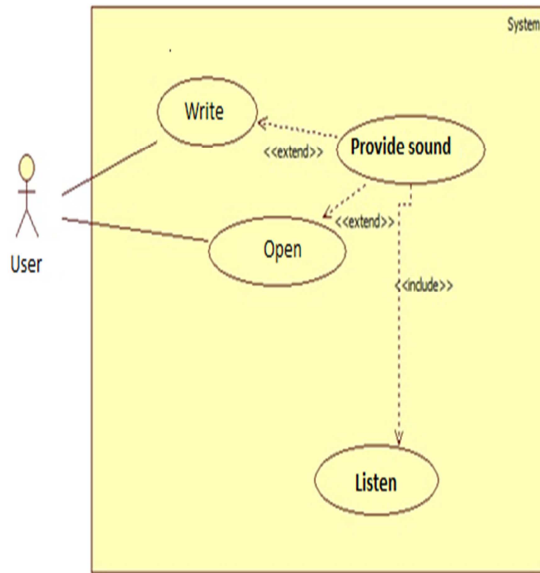 System
Write
Provide sound
<<extend>>
<<extend>>
Open
User
<<include>>
Listen